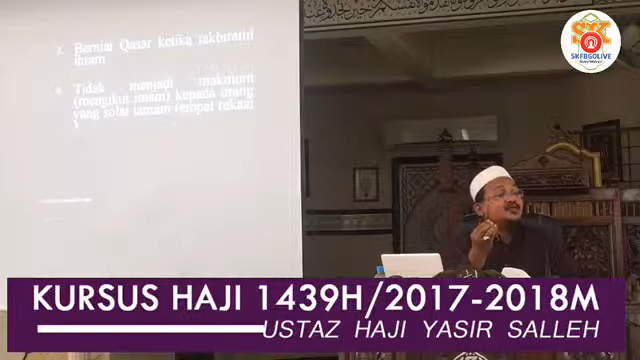 3. Berniat Qasar ketika takbiratul
ihram
Tidak menjadi makmum
(mengikut imam) kepada orang
yang solat tamam (empat rakaat
)
SKFBGOLIVE
KURSUS HAJI 1439H/2017-2018M
USTAZ HAJI YASIR SALLEH